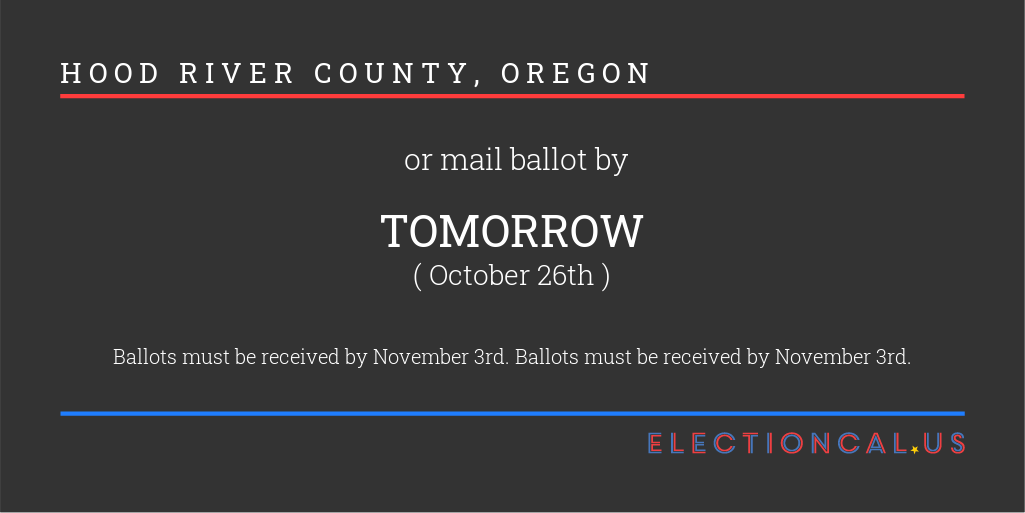 HOOD RIVER COUNTY, OREGON
or mail ballot by
TOMORROW
( October 26th )
Ballots must be received by November 3rd. Ballots must be received by November 3rd.
ELECTIONCAL.US